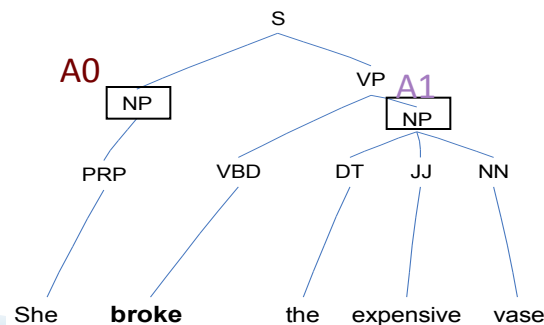 S
A0
VP
A1
NP
NP
PRP VBD DT JJ NN
She broke the expensive vase